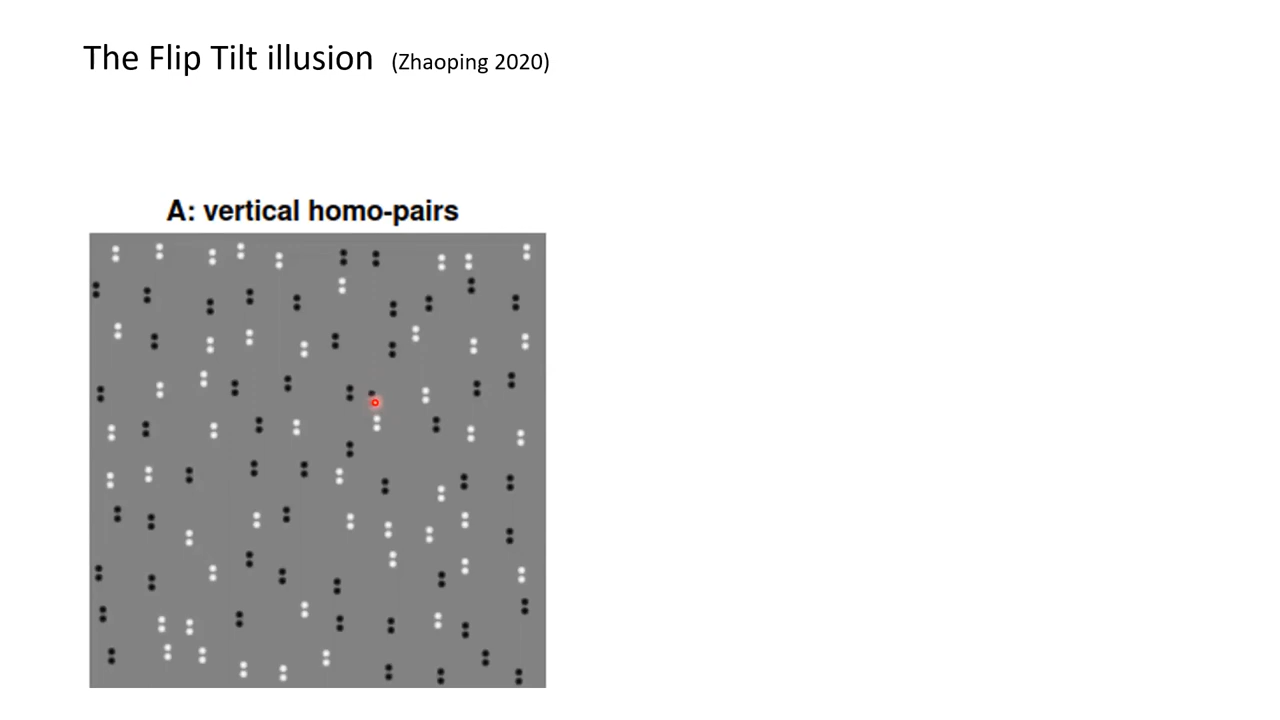 The Flip Tilt illusion (Zhaoping 2020)
A: vertical homo-pairs